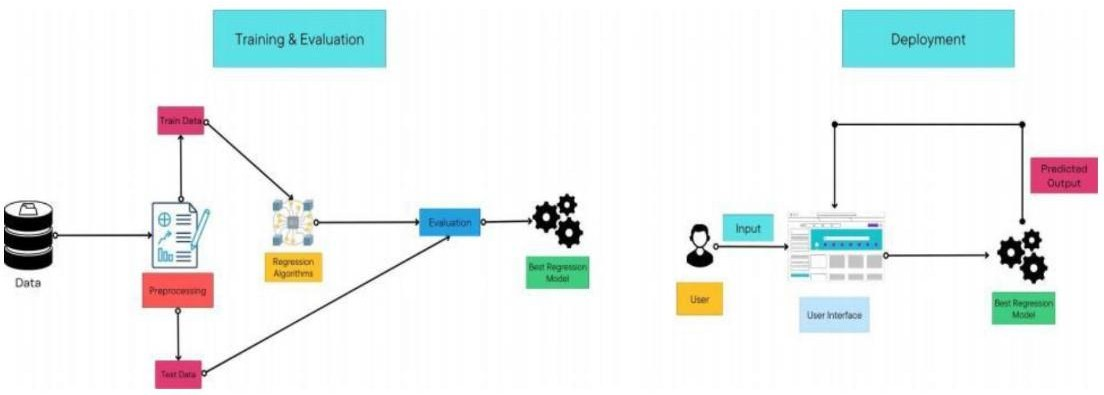 Training & Evaluation
Deployment
Train Data
Predicted
Output
Evaluation
Input
Regression
Algorithms
Best Regression
Model
Data
Preprocessing
User
User Interface
Best Regression
Model
Test Data